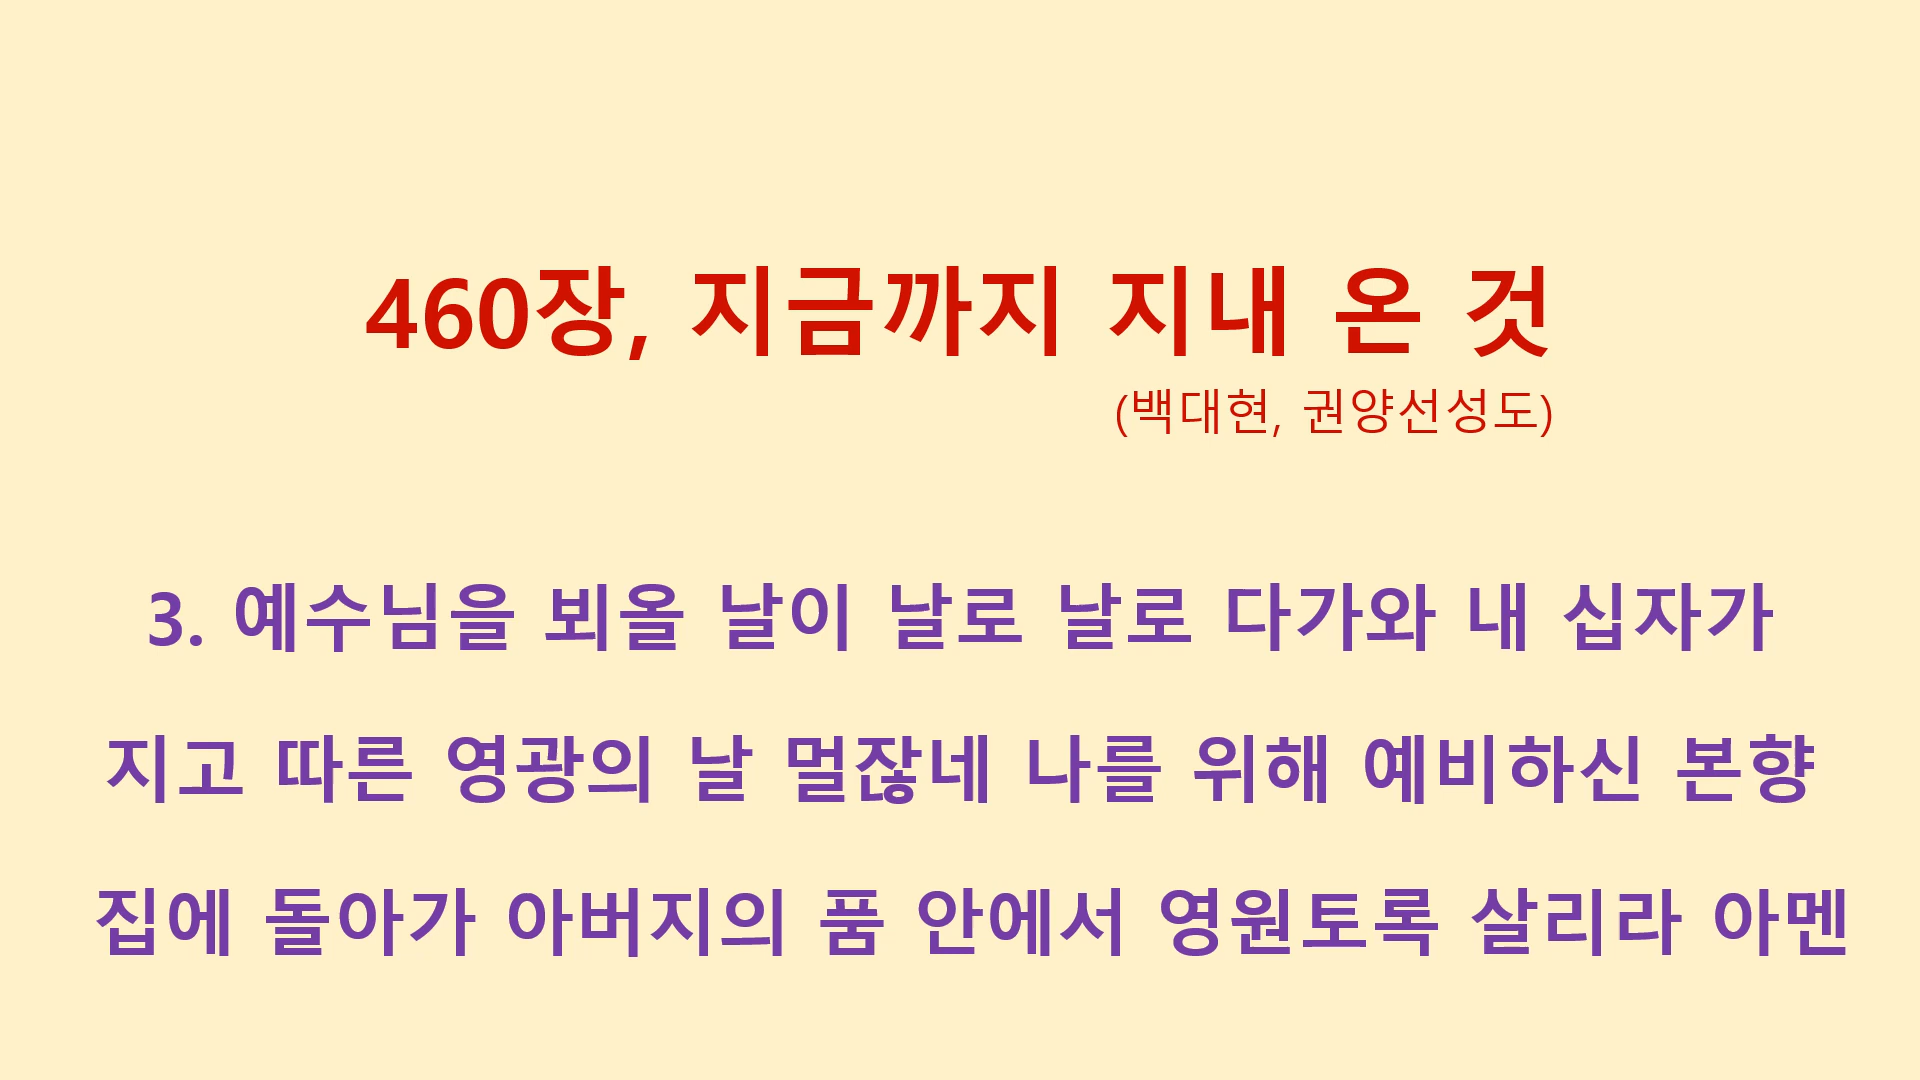 460장, 지금까지 지내 온 것
(백대현, 권양선성도)
3. 예수님을 뵈올 날이 날로 날로 다가와 내 십자가
지고 따른 영광의 날 멀잖네 나를 위해 예비하신 본향
집에 돌아가 아버지의 품 안에서 영원토록 살리라 아멘